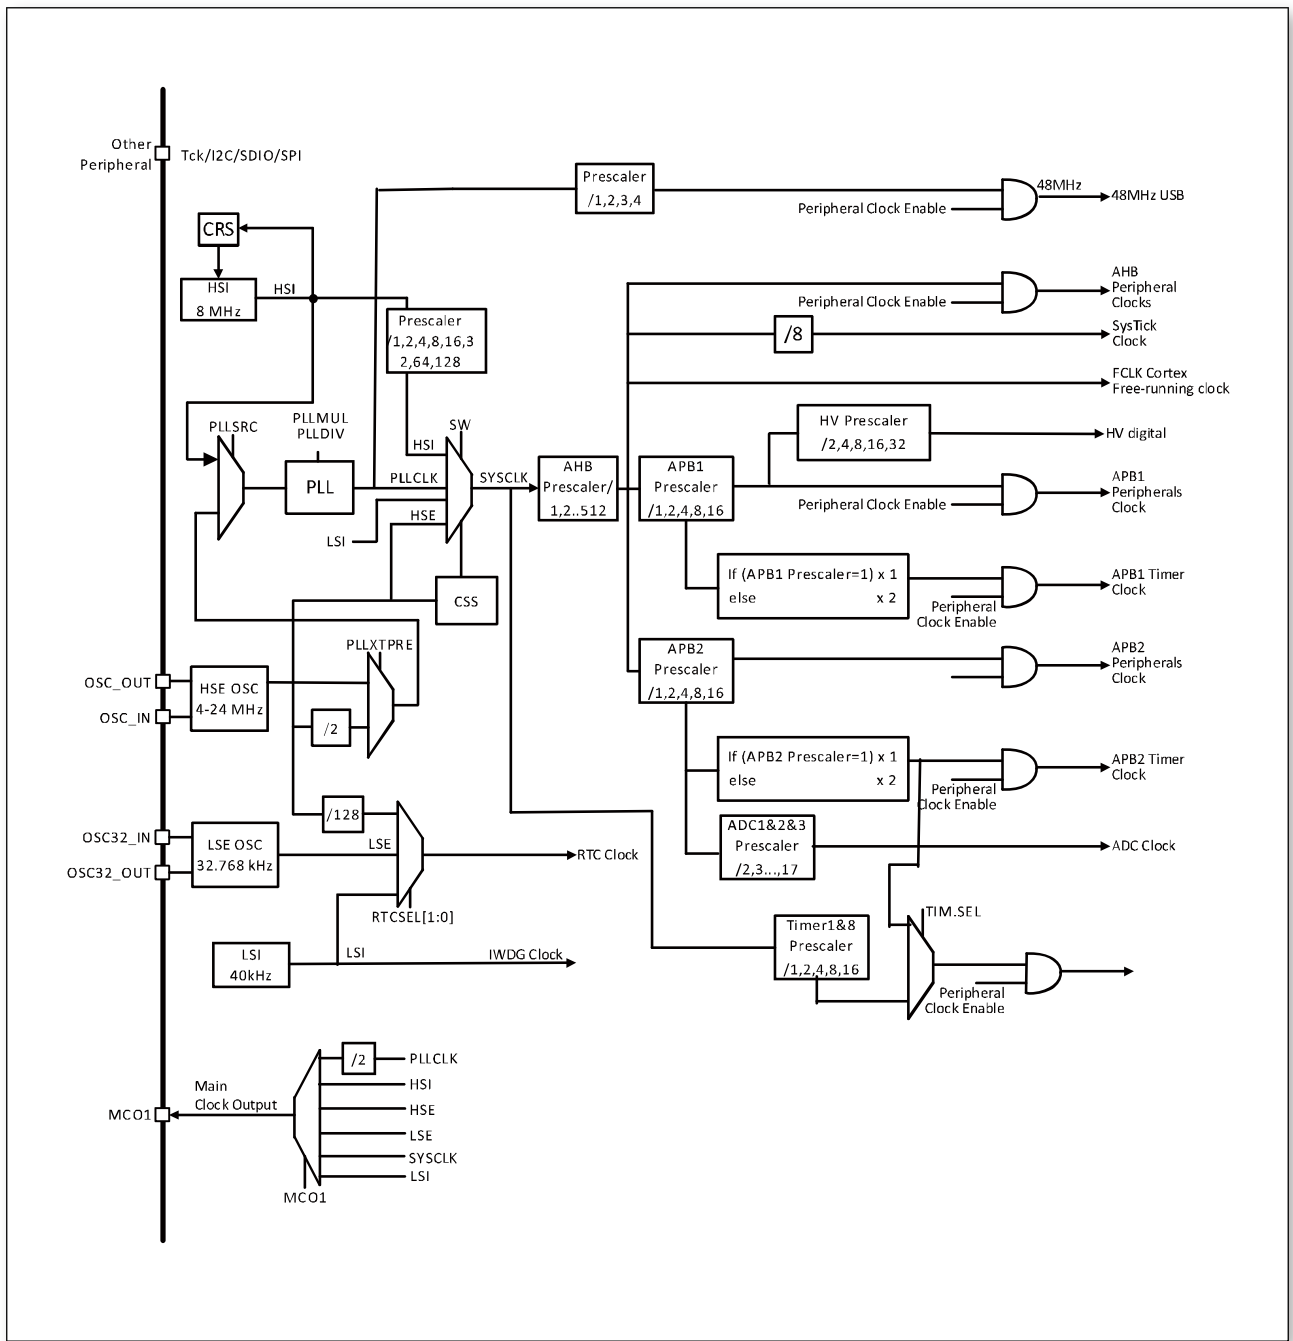 Other
Peripheral
Tck/I2C/SDIO/SPI
Prescaler
/1,2,3,4
48MHz
48MHz USB
Peripheral Clock Enable
CRS
HSI
8 MHz
HSI
Prescaler
/1,2,4,8,16,3
2,64,128
AHB
Peripheral
Clocks
Peripheral Clock Enable
/8
SysTick
Clock
FCLK Cortex
Free-running clock
HV Prescaler
/2,4,8,16,32
HV digital
PLLSRC
PLLMUL
PLLDIV
PLL
SW
HSI
PLLCLK
HSE
LSI
SYSCLK
AHB
Prescaler/
1,2..512
APB1
Prescaler
/1,2,4,8,16
Peripheral Clock Enable
APB1
Peripherals
Clock
If (APB1 Prescaler=1) x 1
else x 2
Peripheral
Clock Enable
APB1 Timer
Clock
CSS
PLLXTPRE
APB2
Prescaler
/1,2,4,8,16
APB2
Peripherals
Clock
OSC_OUT
OSC_IN
HSE OSC
4-24 MHz
/2
If (APB2 Prescaler=1) x 1
else x 2
Peripheral
Clock Enable
APB2 Timer
Clock
/128
OSC32_IN
OSC32_OUT
LSE OSC
32.768 kHz
LSE
RTC Clock
RTCSEL[1:0]
ADC1&2&3
Prescaler
/2,3...,17
ADC Clock
LSI
40kHz
LSI
IWDG Clock
Timer1&8
Prescaler
/1,2,4,8,16
TIM.SEL
Peripheral
Clock Enable
/2
PLLCLK
HSI
HSE
LSE
SYSCLK
LSI
Main
Clock Output
MCO1
MCO1